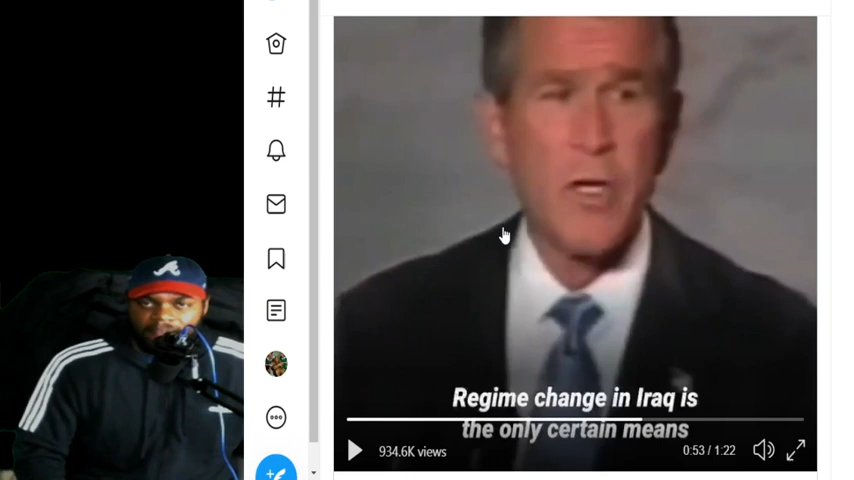 Regime change in Iraq is
the only certain means
934.6K views
0:53 / 1:22